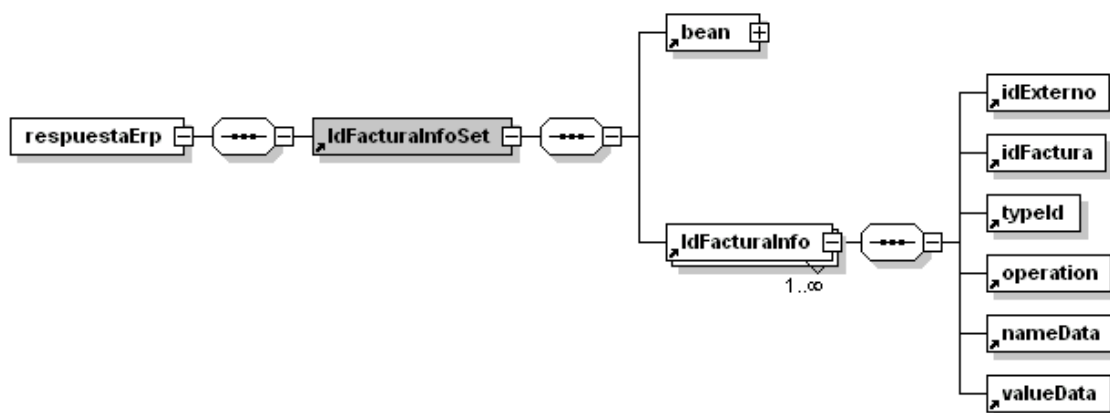 bean
idExterno
respuestaErp
IdFacturaInfoSet
idFactura
typeId
IdFacturaInfo
1..∞
operation
nameData
valueData